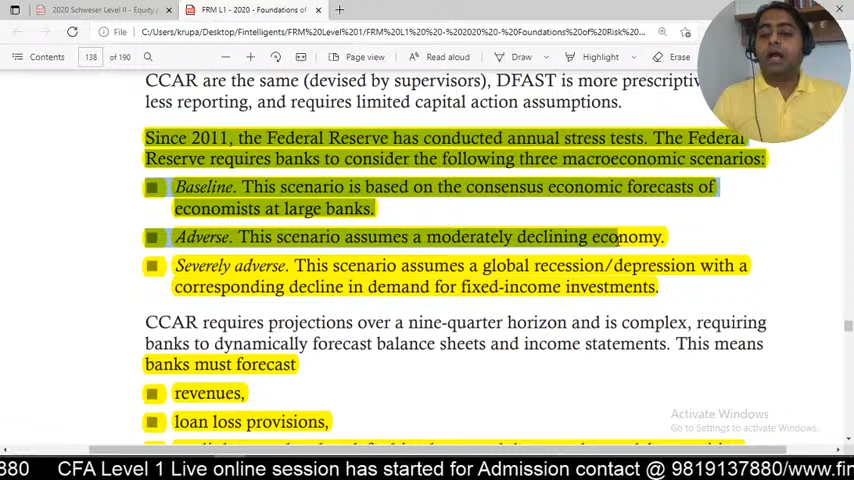 2020 Schweser Level II - Equity.p
FRM L1 - 2020 - Foundations of
C:/Users/krupa/Desktop/Fintelligents/FRM%20Level%201/FRM%20L1%20%20-%202020%20-%20Foundations%20of%20Risk
Contents
138
of 190
Page view
Read aloud
Draw
Highlight
Erase
CCAR are the same (devised by supervisors), DFAST is more prescriptiv
less reporting, and requires limited capital action assumptions.
Since 2011, the Federal Reserve has conducted annual stress tests. The Federal
Reserve requires banks to consider the following three macroeconomic scenarios:
Baseline. This scenario is based on the consensus economic forecasts of
economists at large banks.
Adverse. This scenario assumes a moderately declining economy.
Severely adverse. This scenario assumes a global recession/depression with a
corresponding decline in demand for fixed-income investments.
CCAR requires projections over a nine-quarter horizon and is complex, requiring
banks to dynamically forecast balance sheets and income statements. This means
banks must forecast
revenues,
loan loss provisions,
Activate Windows
Go to Settings to activate Windows.
880 CFA Level 1 Live online session has started for Admission contact @ 9819137880/www.fin